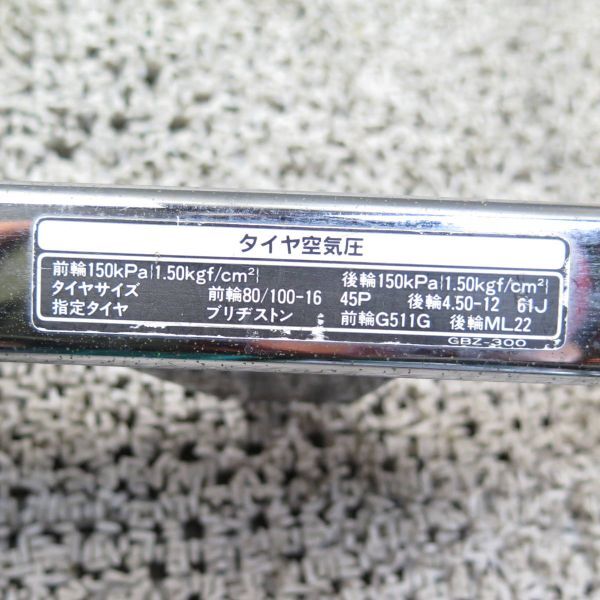 タイヤ空気圧
前輪150kPa{1.50kgf/cm²} 後輪150kPa{1.50kgf/cm²}
タイヤサイズ 前輪80/100-16 45P 後輪4.50-12 61J
指定タイヤ ブリヂストン 前輪G511G 後輪ML22
GBZ-300